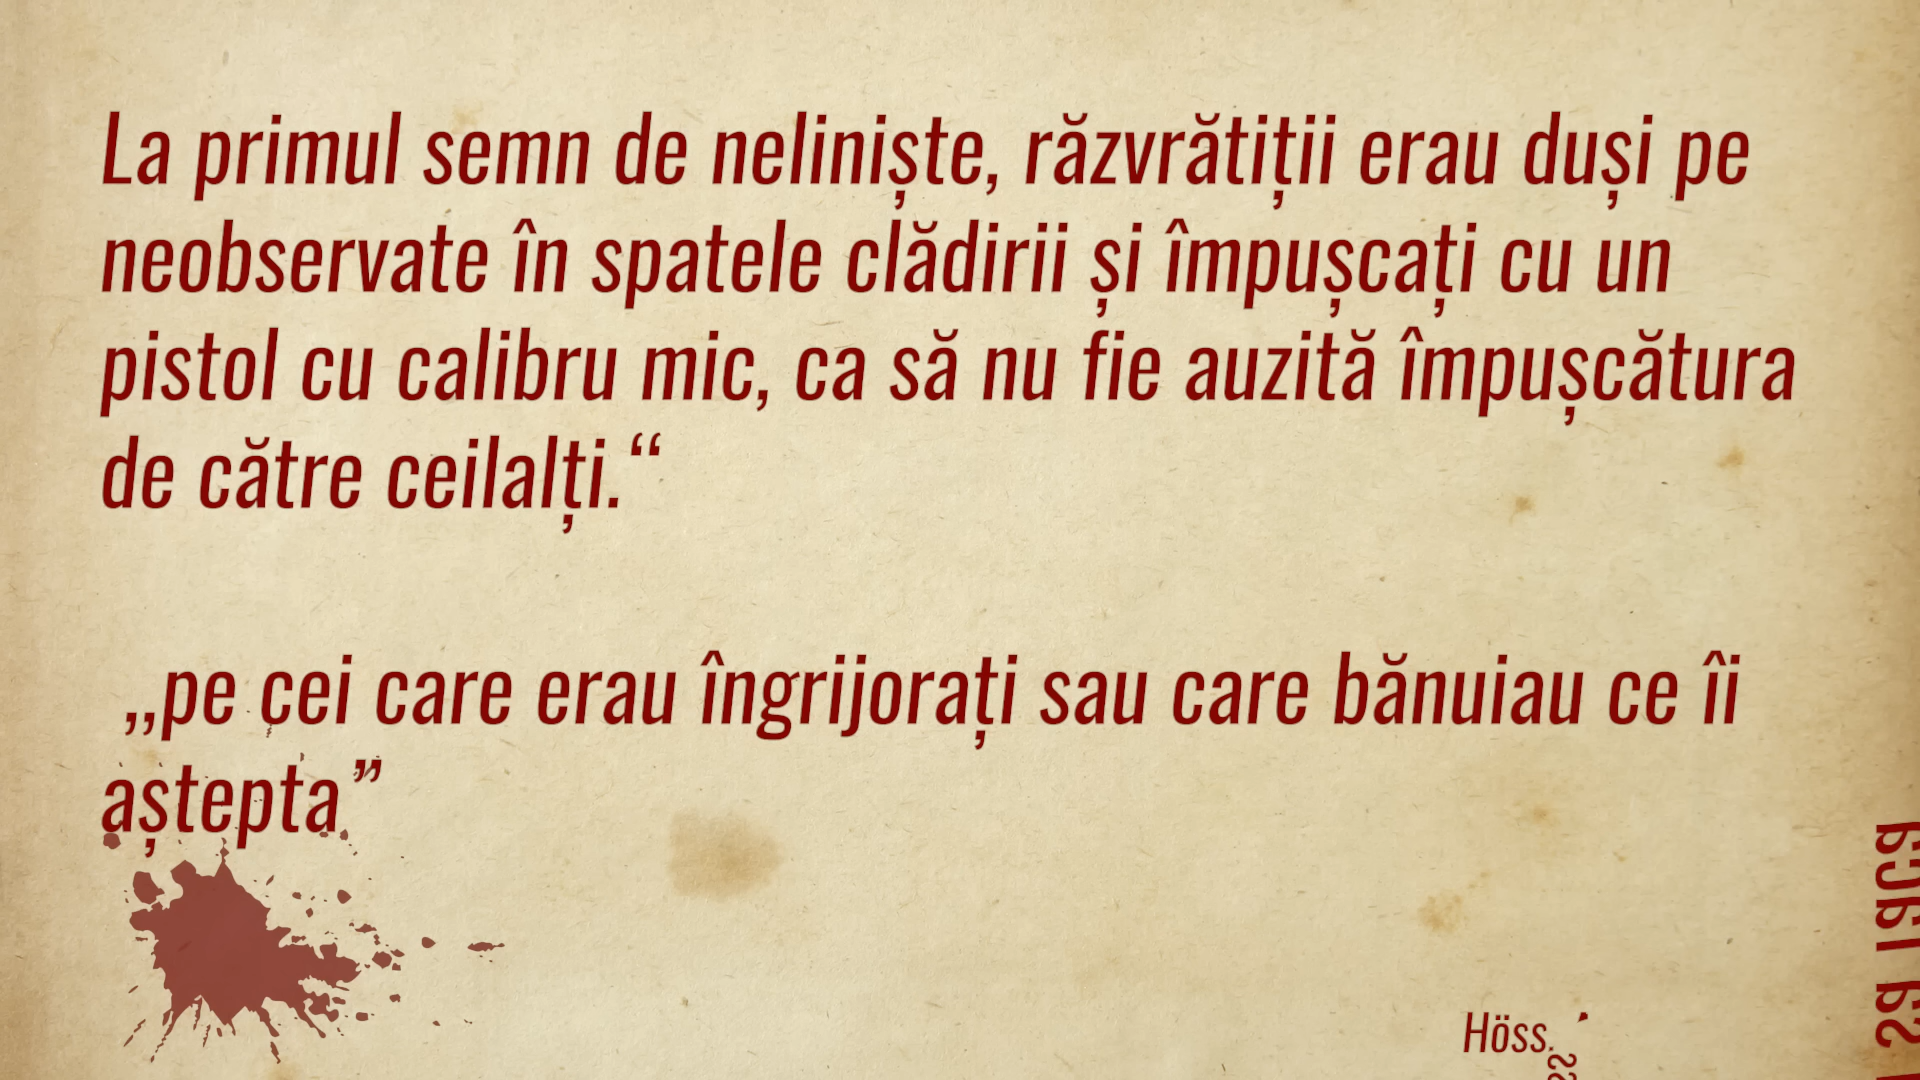 La primul semn de neliniște, răzvrătiții erau duși pe
neobservate în spatele clădirii și împușcați cu un
pistol cu calibru mic, ca să nu fie auzită împușcătura
de către ceilalți.“
„pe cei care erau îngrijorați sau care bănuiau ce îi
aștepta”
Höss.